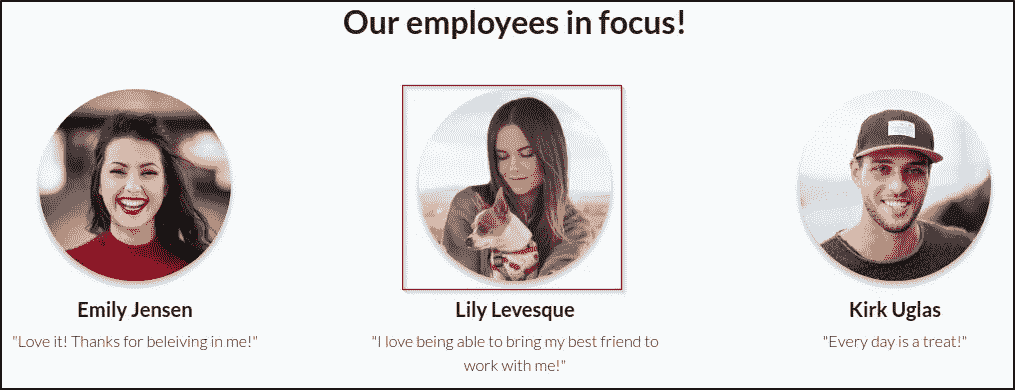 Our employees in focus!
Emily Jensen
"Love it! Thanks for beleiving in me!"
Lily Levesque
"I love being able to bring my best friend to
work with me!"
Kirk Uglas
"Every day is a treat!"